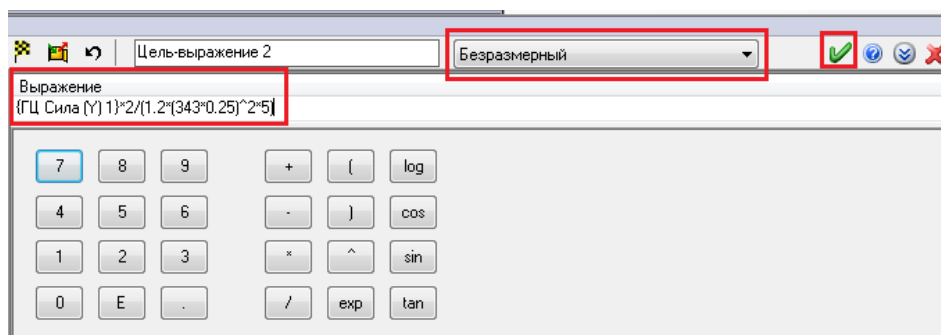 Цель-выражение 2 Безразмерный
Выражение
{ГЦ Сила (Y) 1}*2/(1.2*(343*0.25)^2*5)
7 8 9 + ( log
4 5 6 - ) cos
1 2 3 * ^ sin
0 E . / exp tan